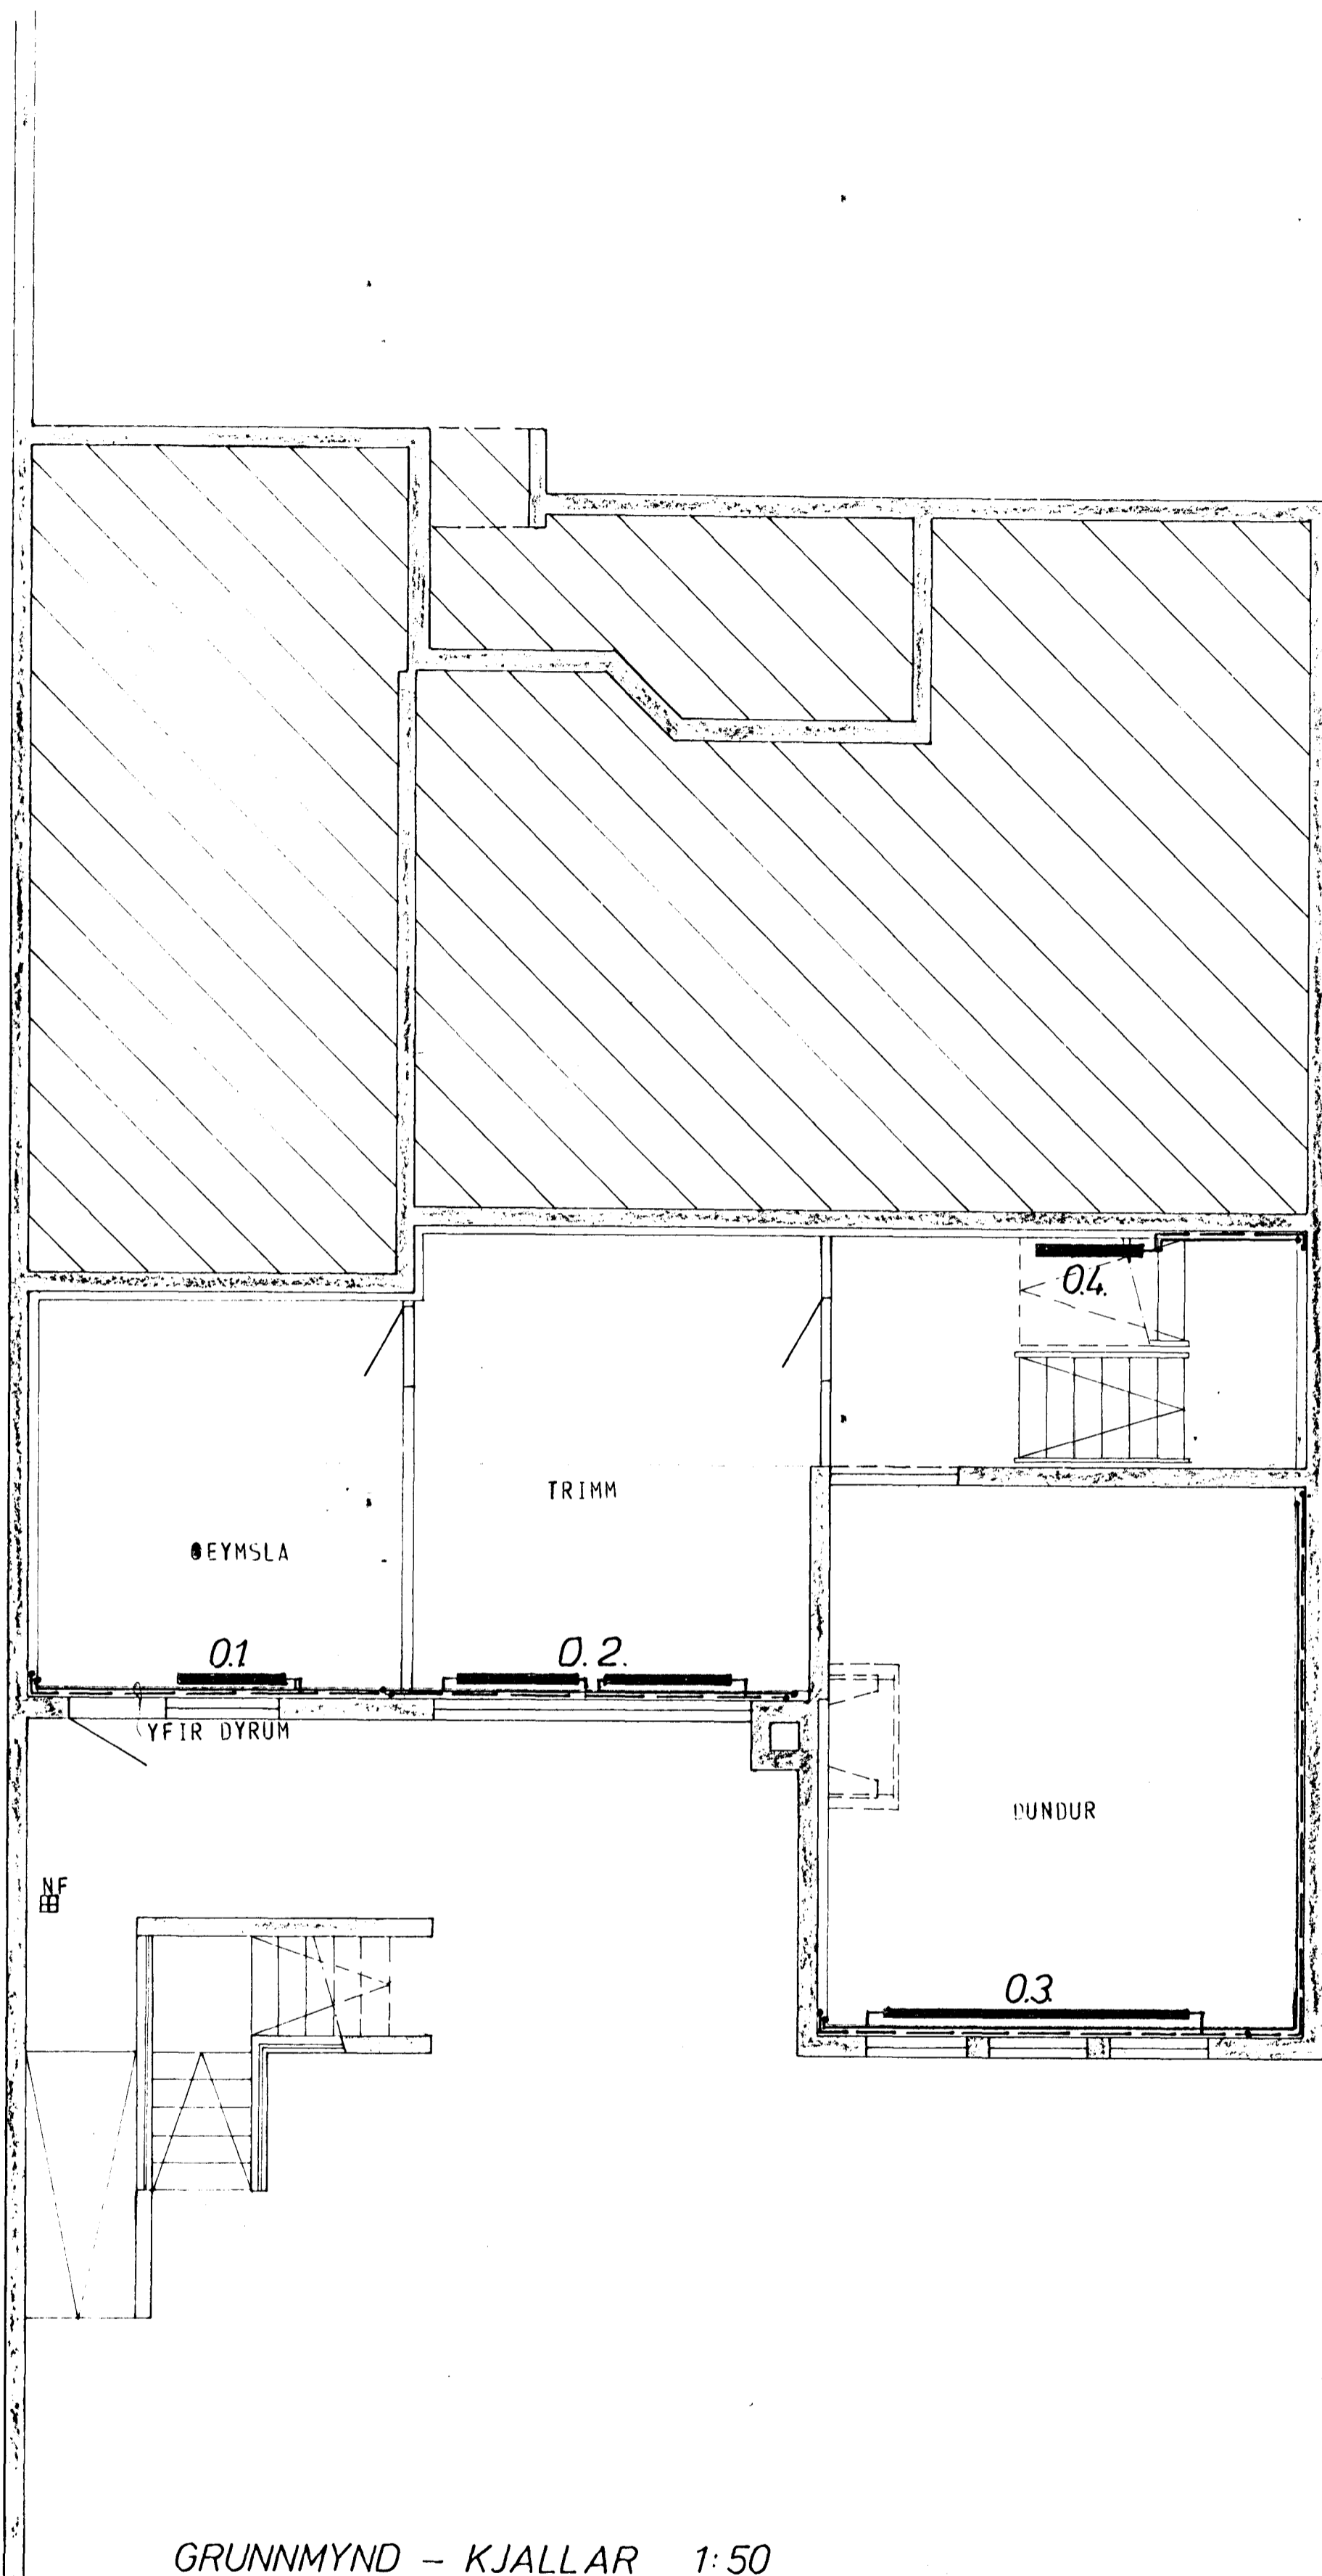 0.4.
TRIMM
GEYMSLA
0.1
0.2.
YFIR DYRUM
DUNDUR
NF
0.3.
GRUNNMYND – KJALLAR 1:50